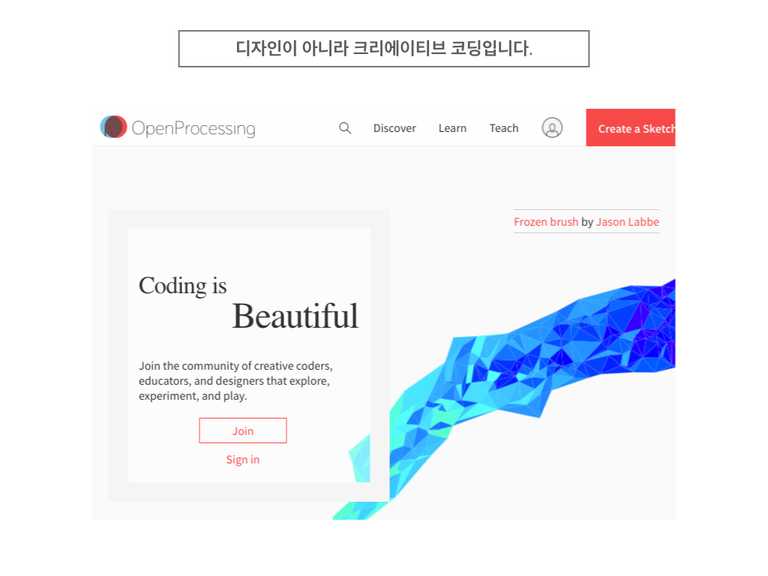 디자인이 아니라 크리에이티브 코딩입니다.
OpenProcessing Discover Learn Teach Create a Sketch
Frozen brush by Jason Labbe
Coding is
Beautiful
Join the community of creative coders,
educators, and designers that explore,
experiment, and play.
Join
Sign in